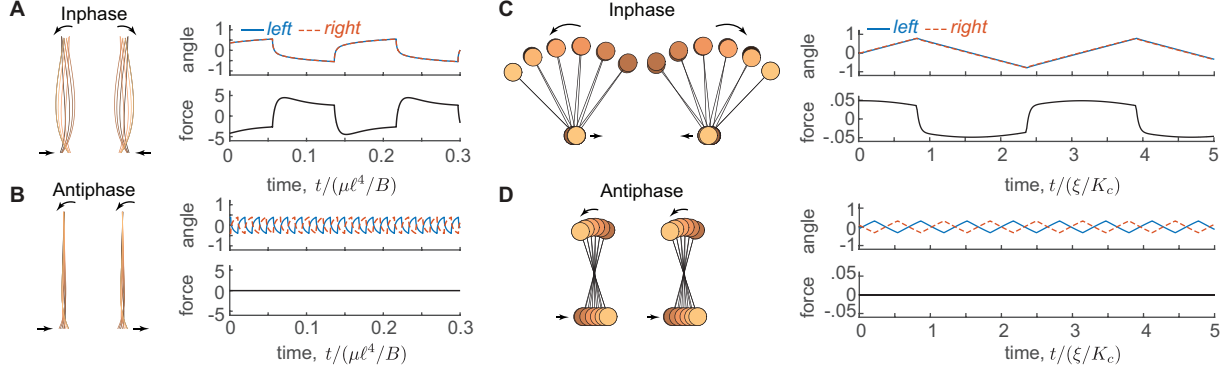 A
Inphase
left
right
angle
1
0
-1
force
5
0
-5
0
0.1
0.2
0.3
time, t/(μℓ⁴/B)
B
Antiphase
angle
1
0
-1
force
5
0
-5
0
0.1
0.2
0.3
time, t/(μℓ⁴/B)
C
Inphase
left
right
angle
1
0
-1
force
.05
0
-.05
0
1
2
3
4
5
time, t/(ξ/K_c)
D
Antiphase
angle
1
0
-1
force
.05
0
-.05
0
1
2
3
4
5
time, t/(ξ/K_c)